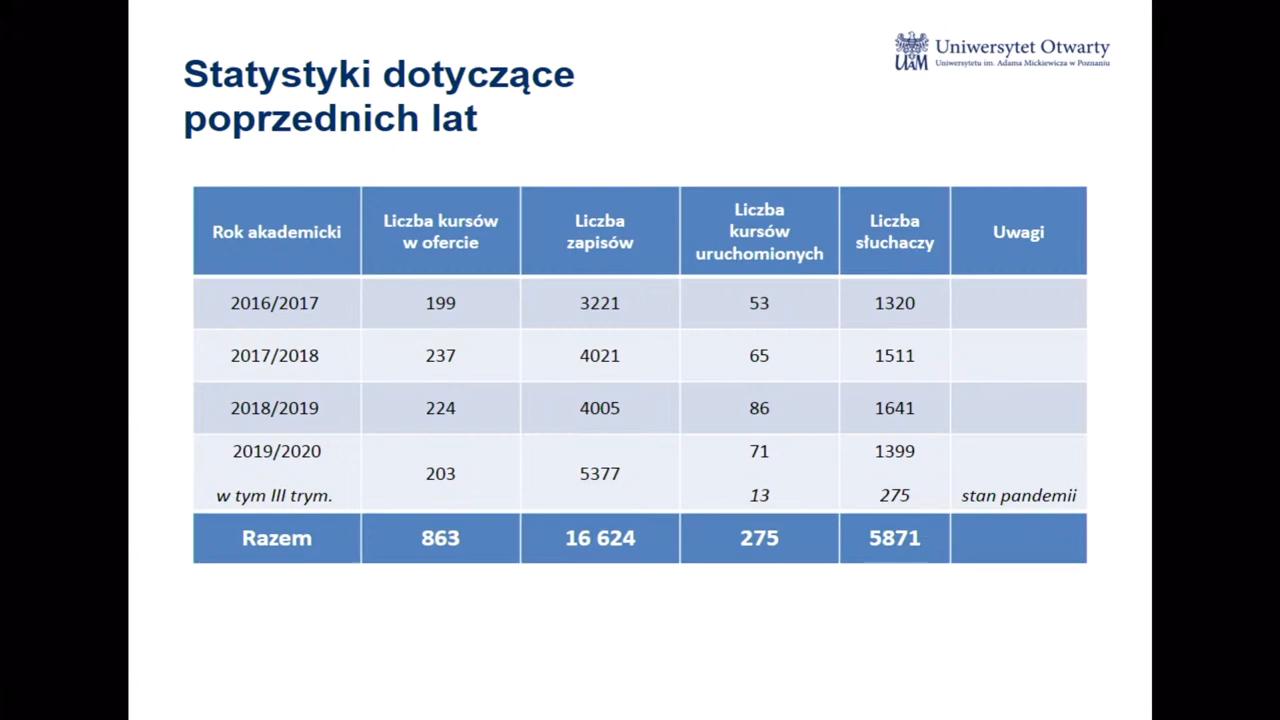 Statystyki dotyczące
poprzednich lat
UAM
Uniwersytet Otwarty
Uniwersytetu im. Adama Mickiewicza w Poznaniu
Rok akademicki
Liczba kursów
w ofercie
Liczba
zapisów
Liczba
kursów
uruchomionych
Liczba
słuchaczy
Uwagi
2016/2017 199 3221 53 1320
2017/2018 237 4021 65 1511
2018/2019 224 4005 86 1641
2019/2020 203 5377 71 1399
w tym III trym. 13 275 stan pandemii
Razem 863 16 624 275 5871